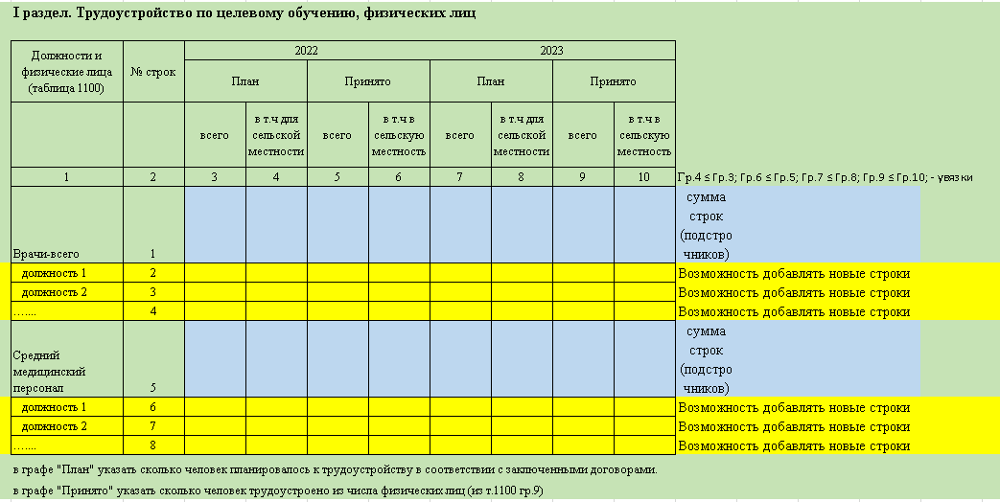 I раздел. Трудоустройство по целевому обучению, физических лиц
Должности и физические лица (таблица 1100) № строк 2022 2023
План Принято План Принято
всего в т.ч для сельской местности всего в т.ч в сельскую местность всего в т.ч для сельской местности всего в т.ч в сельскую местность
1 2 3 4 5 6 7 8 9 10 Гр.4 ≤ Гр.3; Гр.6 ≤ Гр.5; Гр.7 ≤ Гр.8; Гр.9 ≤ Гр.10; - увязки
сумма
строк
(подстро
Врачи-всего 1 чников)
должность 1 2 Возможность добавлять новые строки
должность 2 3 Возможность добавлять новые строки
....... 4 Возможность добавлять новые строки
сумма
Средний строк
медицинский (подстро
персонал 5 чников)
должность 1 6 Возможность добавлять новые строки
должность 2 7 Возможность добавлять новые строки
....... 8 Возможность добавлять новые строки
в графе "План" указать сколько человек планировалось к трудоустройству в соответствии с заключенными договорами.
в графе "Принято" указать сколько человек трудоустроено из числа физических лиц (из т.1100 гр.9)